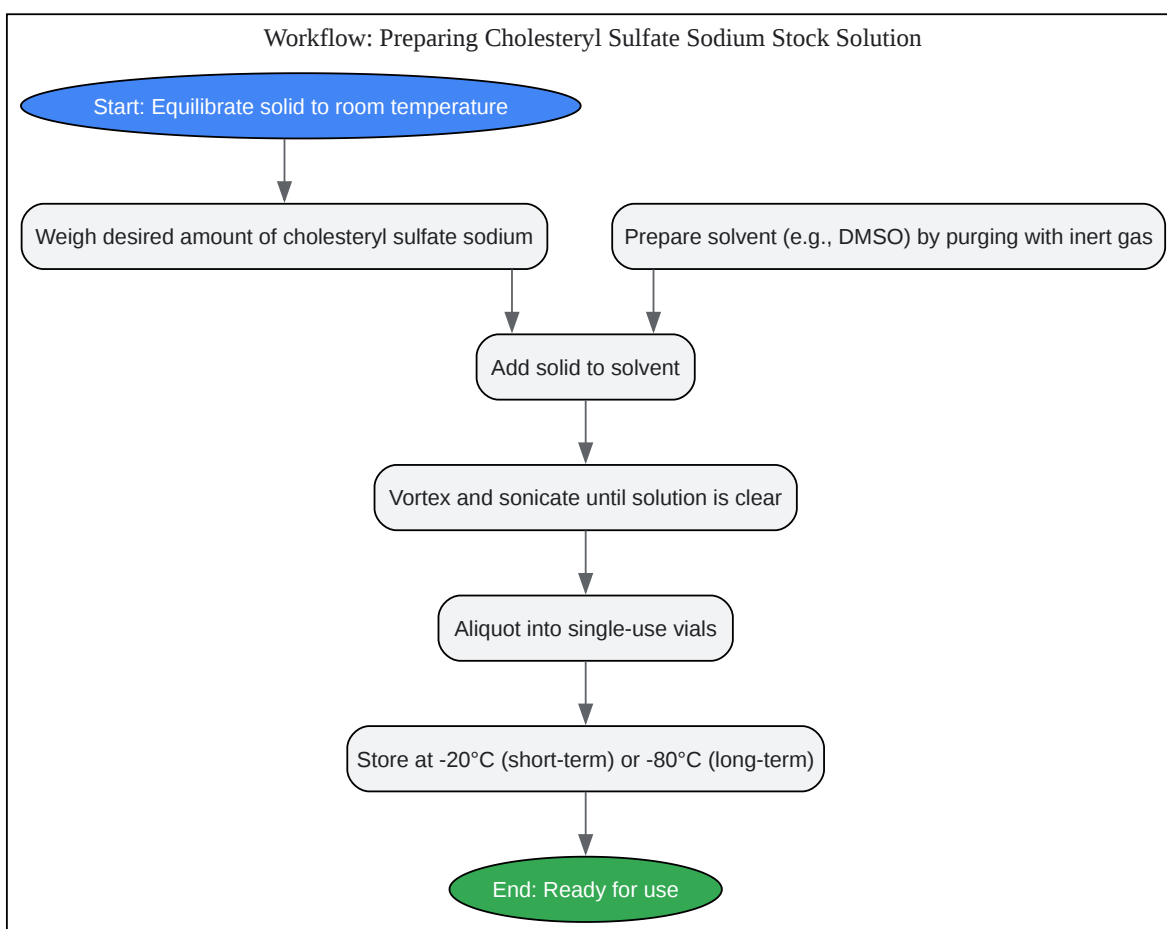 Workflow: Preparing Cholesteryl Sulfate Sodium Stock Solution
Start: Equilibrate solid to room temperature
Weigh desired amount of cholesteryl sulfate sodium
Prepare solvent (e.g., DMSO) by purging with inert gas
Add solid to solvent
Vortex and sonicate until solution is clear
Aliquot into single-use vials
Store at -20°C (short-term) or -80°C (long-term)
End: Ready for use